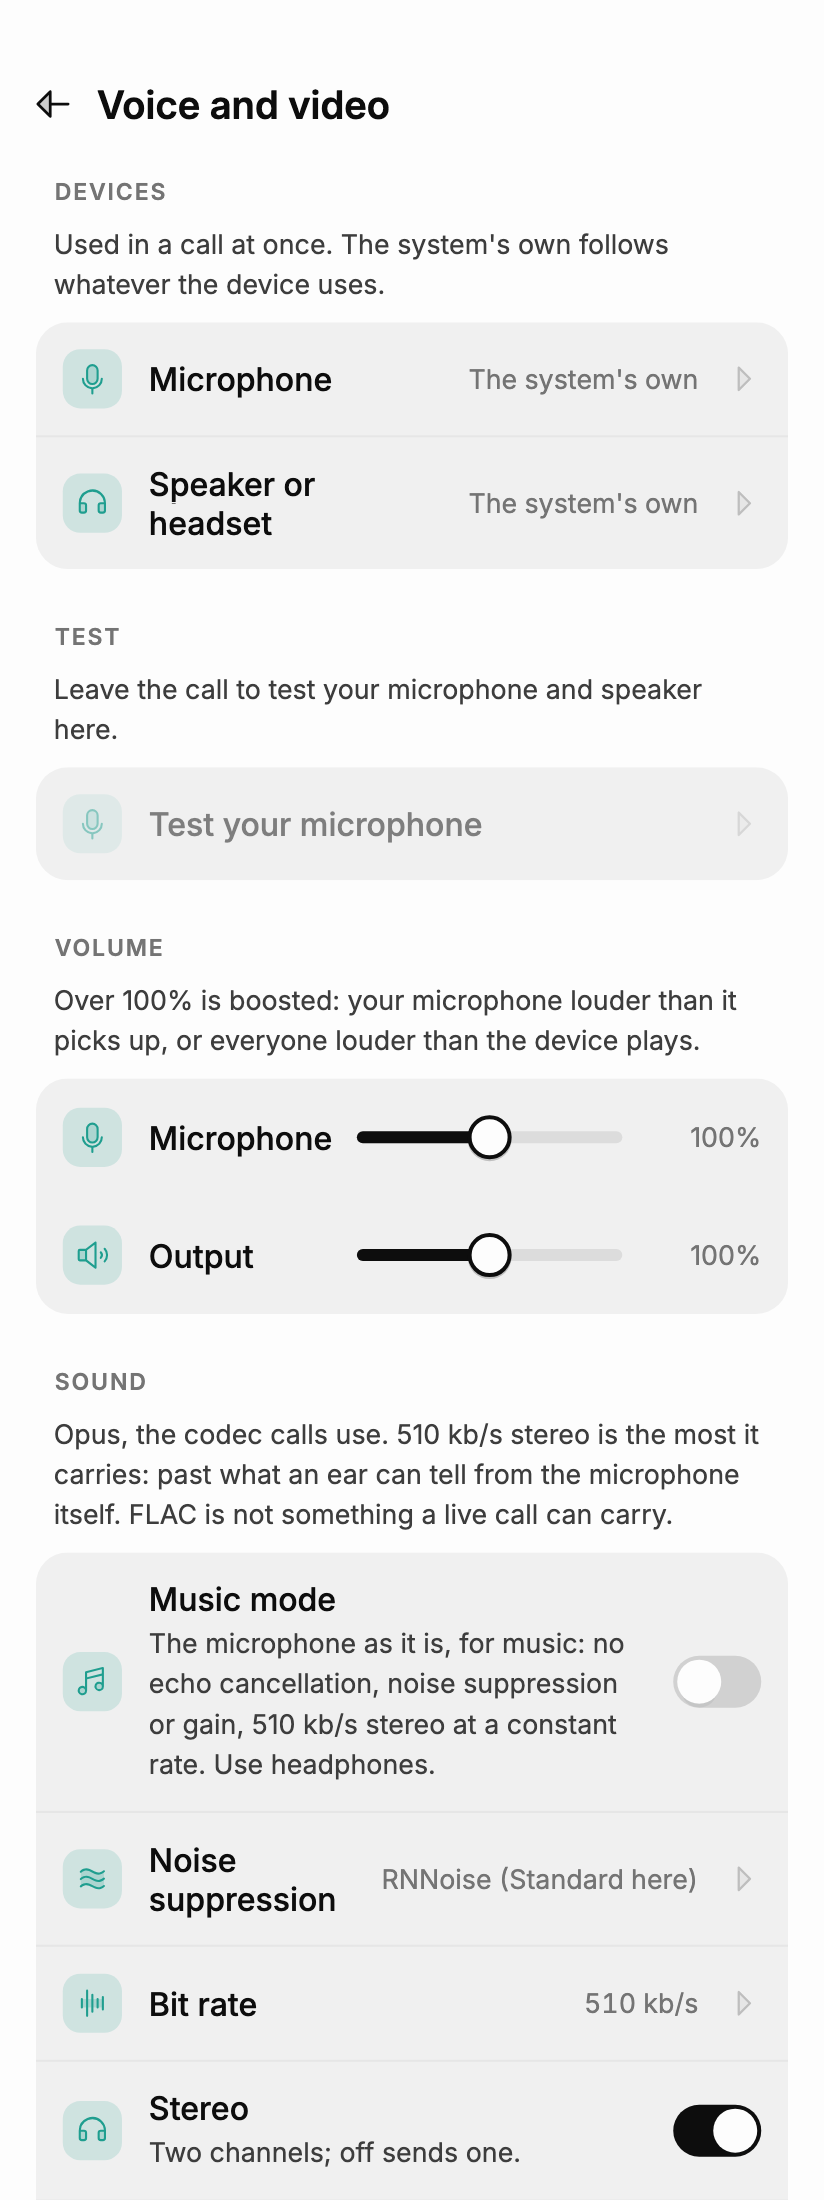 Voice and video
DEVICES
Used in a call at once. The system's own follows
whatever the device uses.
Microphone
The system's own
Speaker or
headset
The system's own
TEST
Leave the call to test your microphone and speaker
here.
Test your microphone
VOLUME
Over 100% is boosted: your microphone louder than it
picks up, or everyone louder than the device plays.
Microphone
100%
Output
100%
SOUND
Opus, the codec calls use. 510 kb/s stereo is the most it
carries: past what an ear can tell from the microphone
itself. FLAC is not something a live call can carry.
Music mode
The microphone as it is, for music: no
echo cancellation, noise suppression
or gain, 510 kb/s stereo at a constant
rate. Use headphones.
Noise
suppression
RNNoise (Standard here)
Bit rate
510 kb/s
Stereo
Two channels; off sends one.